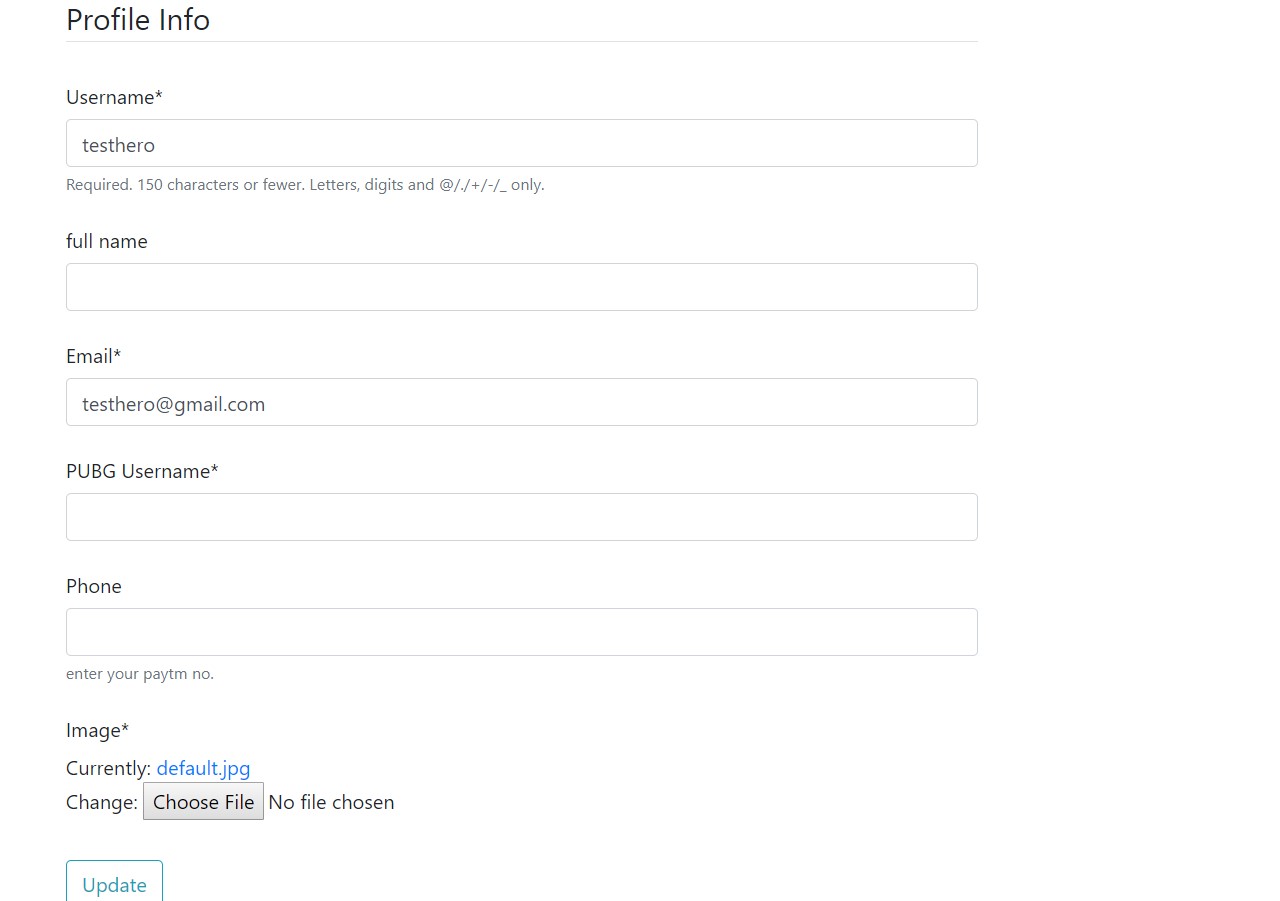 Profile Info
Username*
testhero
Required. 150 characters or fewer. Letters, digits and @/./+/-/_ only.
full name
Email*
testhero@gmail.com
PUBG Username*
Phone
enter your paytm no.
Image*
Currently: default.jpg
Change: Choose File No file chosen
Update